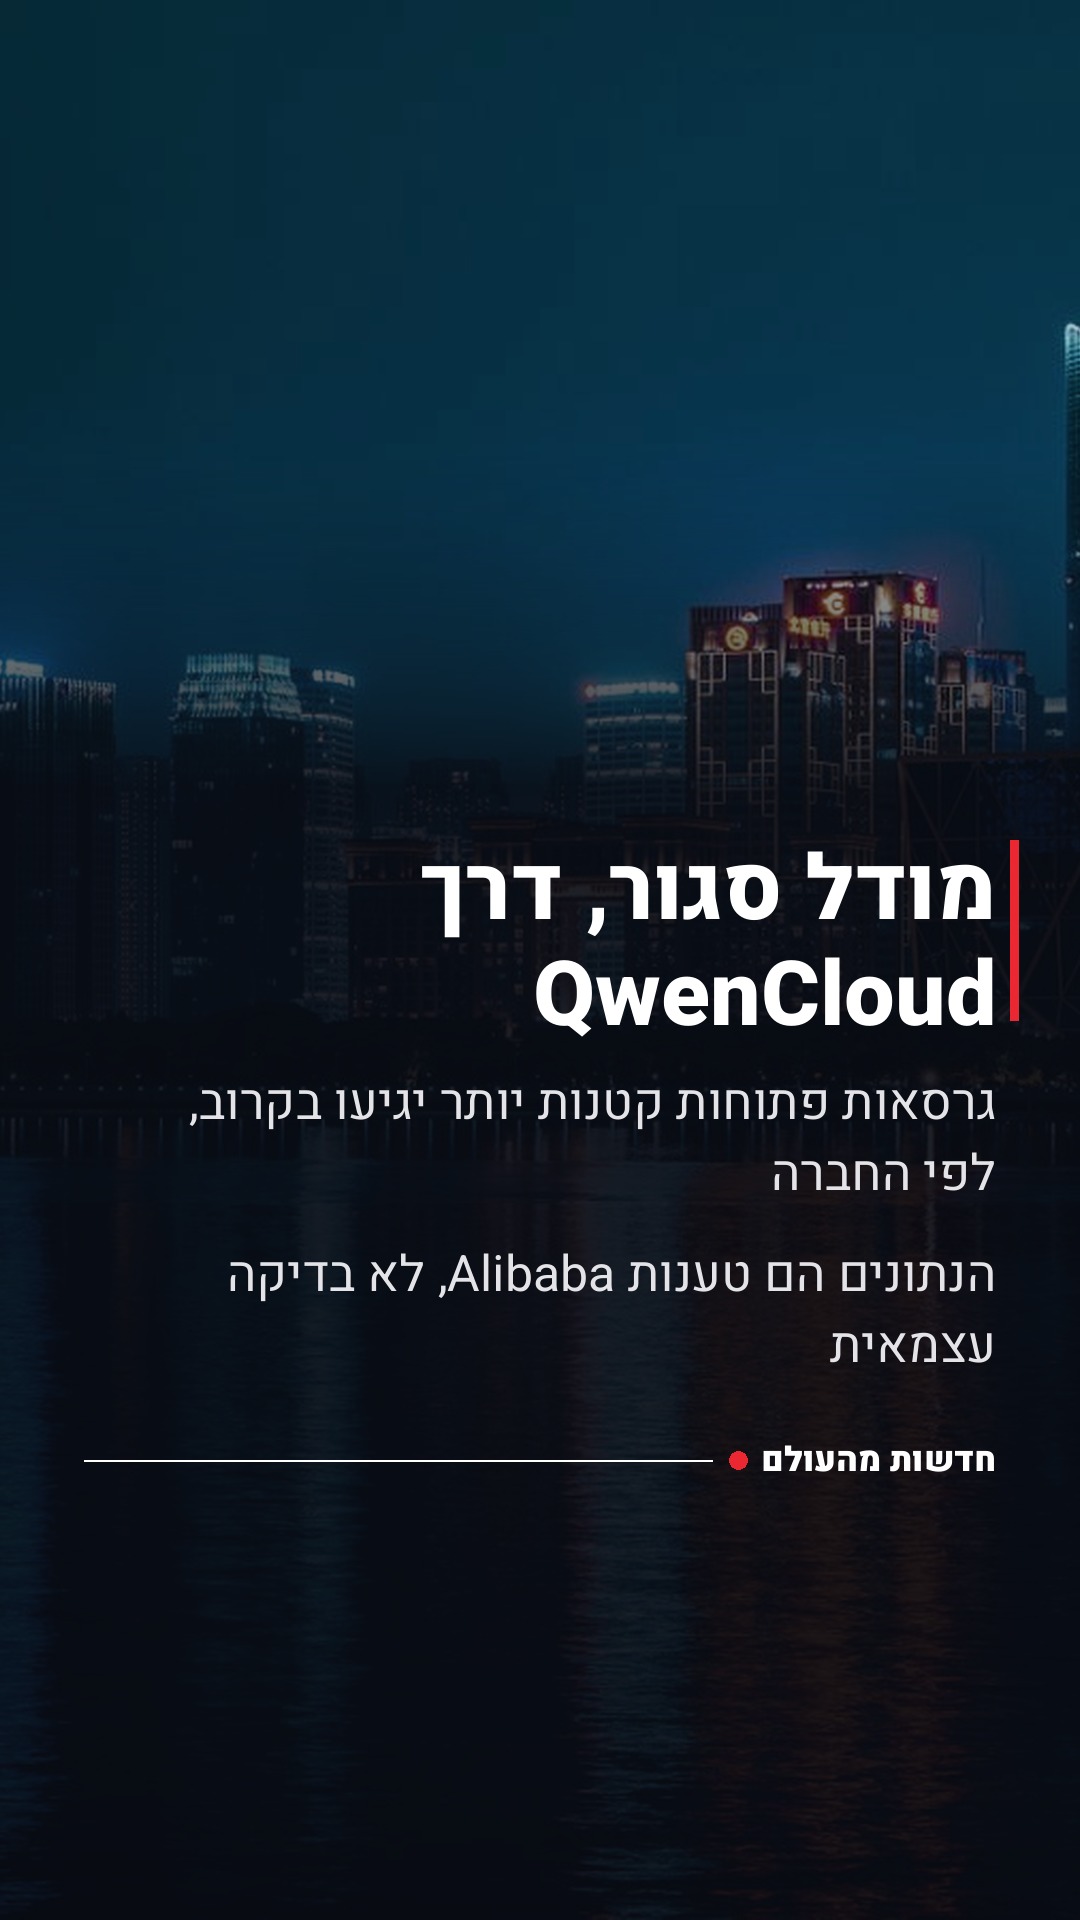 מודל סגור, דרך
QwenCloud
גרסאות פתוחות קטנות יותר יגיעו בקרוב,
לפי החברה
הנתונים הם טענות Alibaba, לא בדיקה
עצמאית
חדשות מהעולם